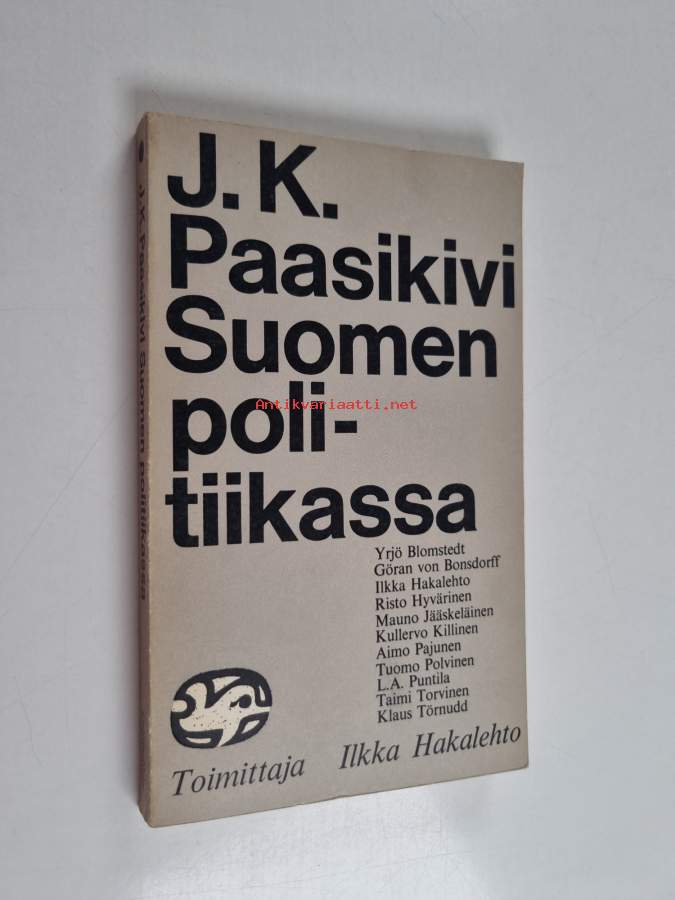 J. K. Paasikivi Suomen politiikassa
J. K.
Paasikivi
Suomen
poli-
tiikassa
Antikvariaatti.net
Yrjö Blomstedt
Göran von Bonsdorff
Ilkka Hakalehto
Risto Hyvärinen
Mauno Jääskeläinen
Kullervo Killinen
Aimo Pajunen
Tuomo Polvinen
L.A. Puntila
Taimi Torvinen
Klaus Törnudd
Toimittaja Ilkka Hakalehto